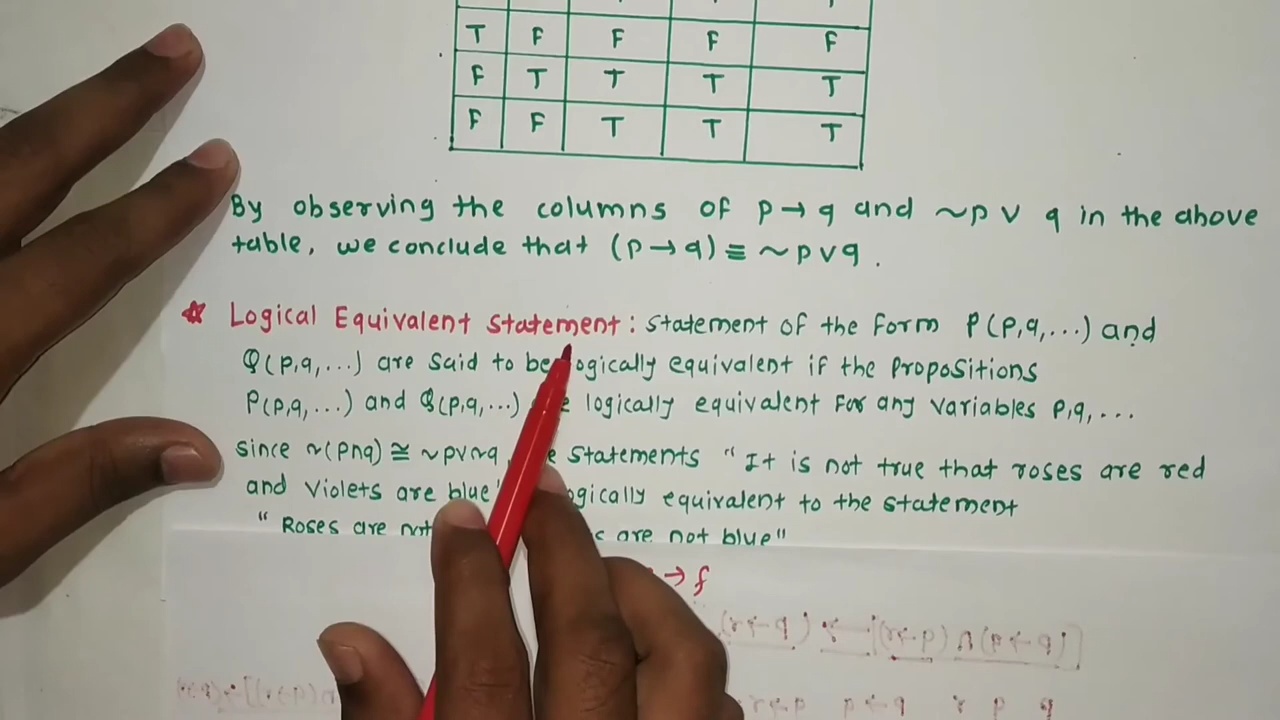 T F F F F
F T T T T
F F T T T
By observing the columns of p → q and ~p ∨ q in the above
table, we conclude that (p → q) ≡ ~p ∨ q.
* Logical Equivalent Statement: Statement of the form P(p,q,...) and
Q(p,q,...) are said to be logically equivalent if the propositions
P(p,q,...) and Q(p,q,...) logically equivalent for any variables p,q,...
since ~(p∧q) ≅ ~p∨~q, statements "It is not true that roses are red
and violets are blue" logically equivalent to the statement
"Roses are not are not blue"
→ f